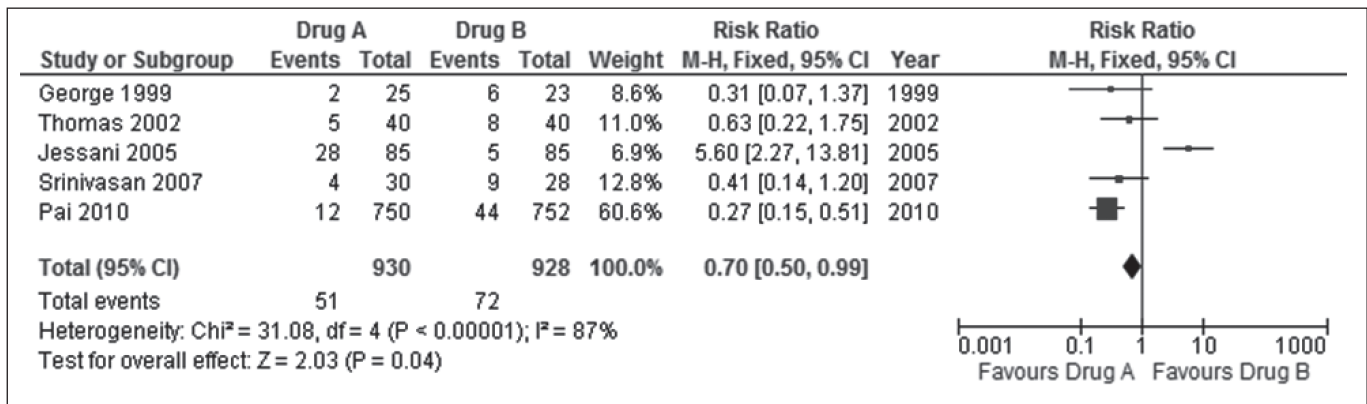 Drug A Drug B Risk Ratio Risk Ratio
Study or Subgroup Events Total Events Total Weight M-H, Fixed, 95% CI Year M-H, Fixed, 95% CI
George 1999 2 25 6 23 8.6% 0.31 [0.07, 1.37] 1999
Thomas 2002 5 40 8 40 11.0% 0.63 [0.22, 1.75] 2002
Jessani 2005 28 85 5 85 6.9% 5.60 [2.27, 13.81] 2005
Srinivasan 2007 4 30 9 28 12.8% 0.41 [0.14, 1.20] 2007
Pai 2010 12 750 44 752 60.6% 0.27 [0.15, 0.51] 2010
Total (95% CI) 930 928 100.0% 0.70 [0.50, 0.99]
Total events 51 72
Heterogeneity: Chi² = 31.08, df = 4 (P < 0.00001); I² = 87%
Test for overall effect: Z = 2.03 (P = 0.04)
0.001 0.1 1 10 1000
Favours Drug A Favours Drug B